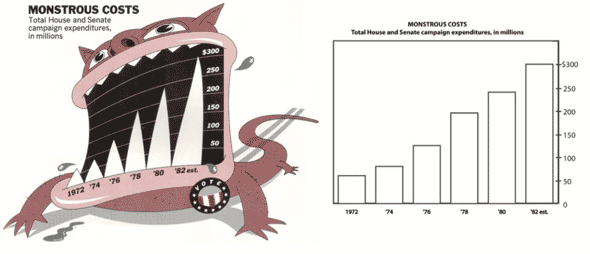 MONSTROUS COSTS
Total House and Senate
campaign expenditures,
in millions
$300
250
200
150
100
50
1972 '74 '76 '78 '80 '82 est.
VOTE
MONSTROUS COSTS
Total House and Senate campaign expenditures, in millions
$300
250
200
150
100
50
0
1972 '74 '76 '78 '80 '82 est.